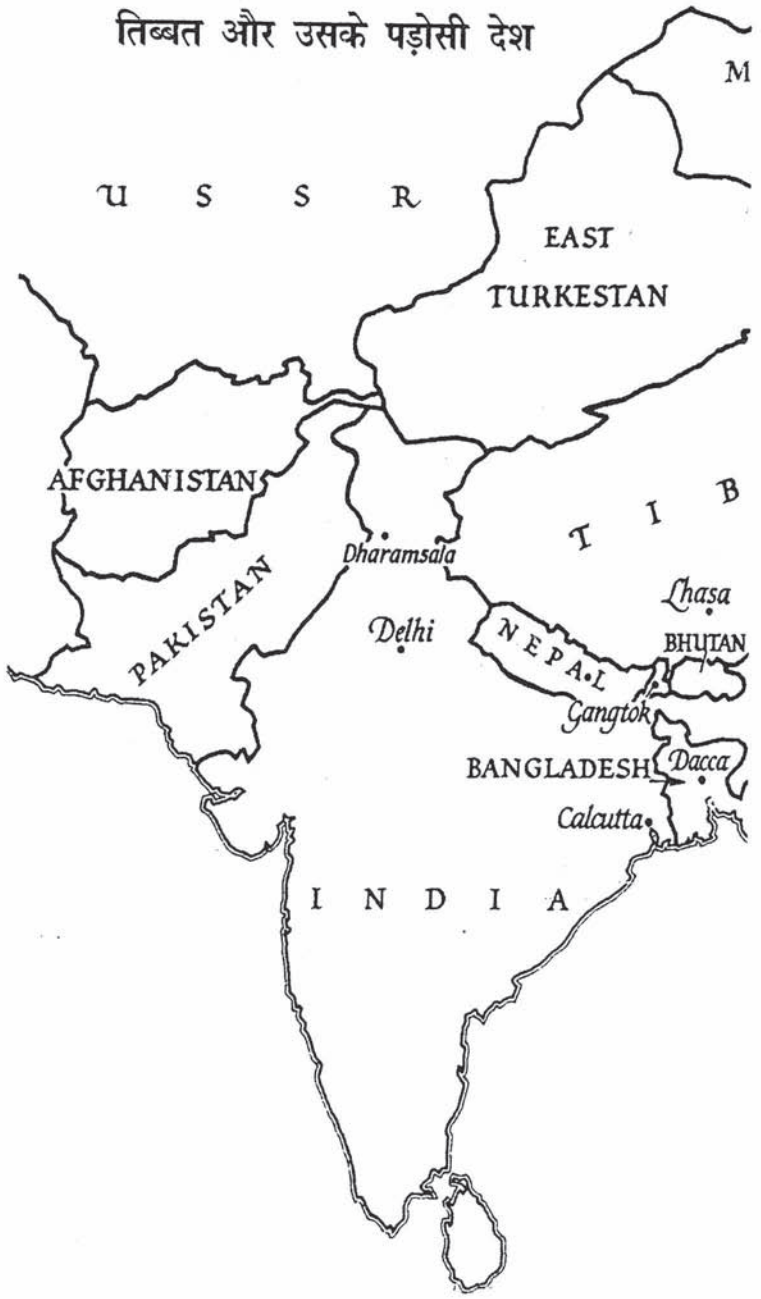 तिब्बत और उसके पड़ोसी देश
M
U S S R
EAST
TURKESTAN
AFGHANISTAN
T I B
Dharamsala
PAKISTAN
Lhasa
Delhi
NEPAL
BHUTAN
Gangtok
BANGLADESH
Dacca
Calcutta
I N D I A